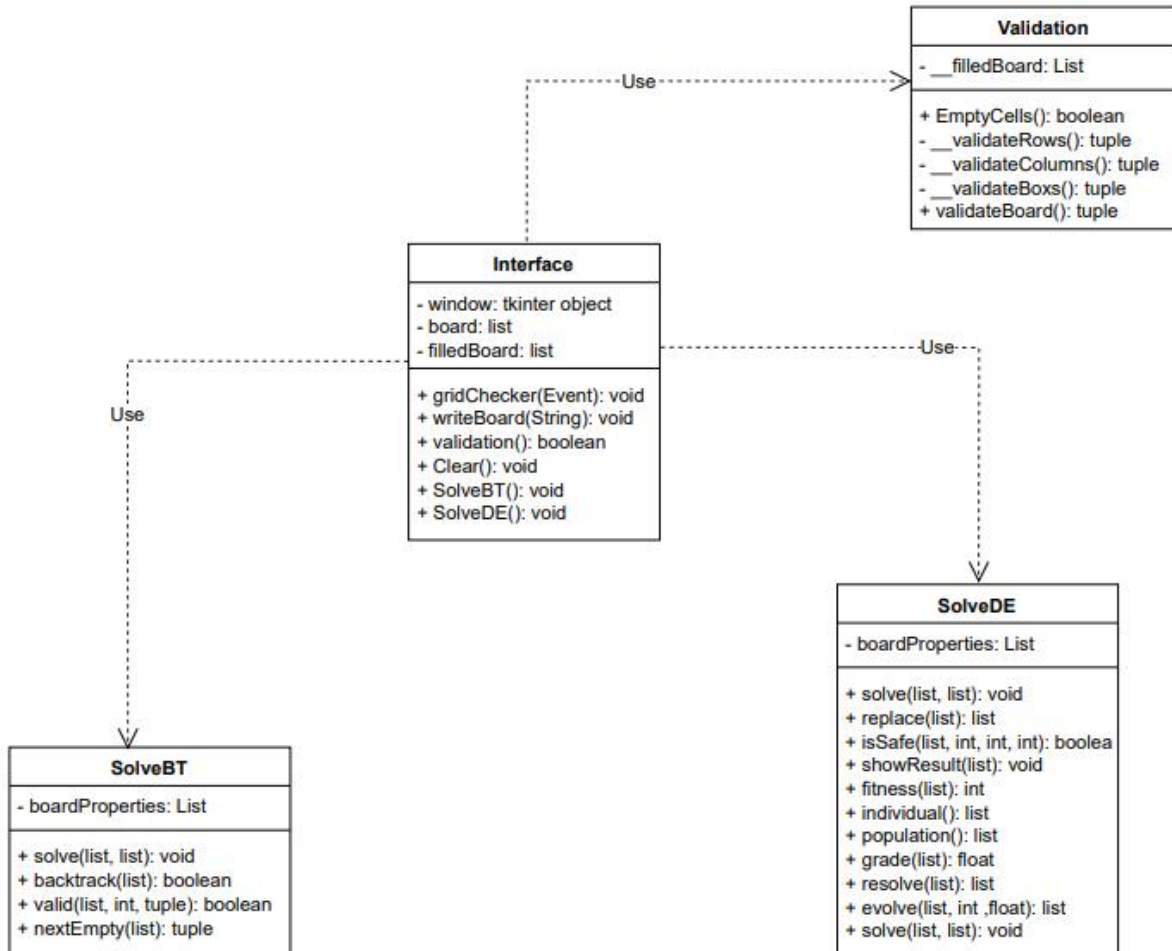 Validation
- __filledBoard: List
+ EmptyCells(): boolean
- __validateRows(): tuple
- __validateColumns(): tuple
- __validateBoxs(): tuple
+ validateBoard(): tuple
Use
Interface
- window: tkinter object
- board: list
- filledBoard: list
+ gridChecker(Event): void
+ writeBoard(String): void
+ validation(): boolean
+ Clear(): void
+ SolveBT(): void
+ SolveDE(): void
Use
Use
SolveBT
- boardProperties: List
+ solve(list, list): void
+ backtrack(list): boolean
+ valid(list, int, tuple): boolean
+ nextEmpty(list): tuple
SolveDE
- boardProperties: List
+ solve(list, list): void
+ replace(list): list
+ isSafe(list, int, int, int): boolea
+ showResult(list): void
+ fitness(list): int
+ individual(): list
+ population(): list
+ grade(list): float
+ resolve(list): list
+ evolve(list, int ,float): list
+ solve(list, list): void